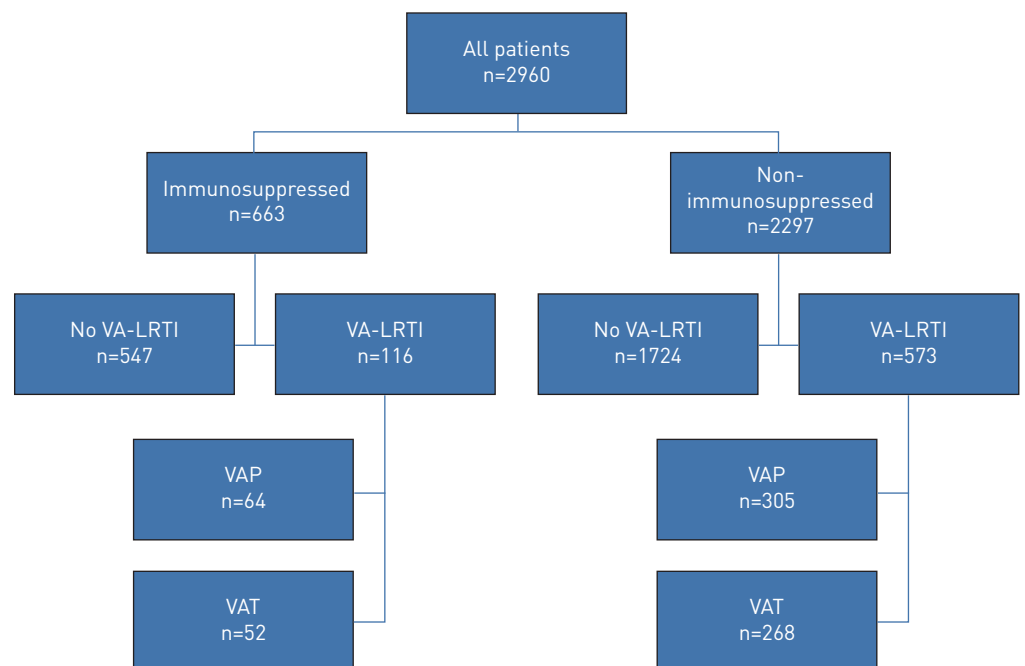 All patients
n=2960
Immunosuppressed
n=663
Non-
immunosuppressed
n=2297
No VA-LRTI
n=547
VA-LRTI
n=116
No VA-LRTI
n=1724
VA-LRTI
n=573
VAP
n=64
VAP
n=305
VAT
n=52
VAT
n=268